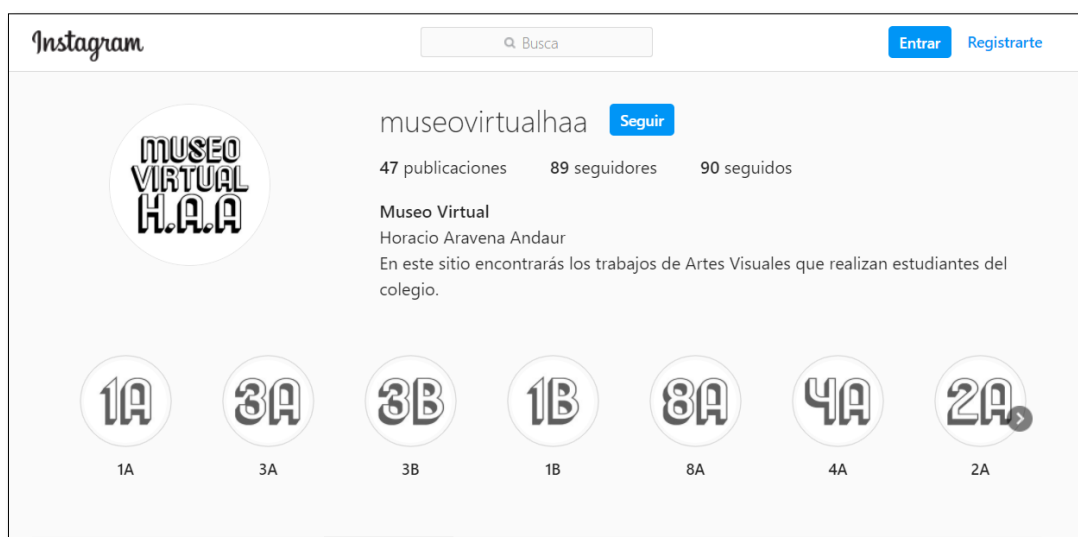 Instagram
Busca
Entrar
Registrarte
MUSEO
VIRTUAL
H.A.A
museovirtualhaa
Seguir
47 publicaciones 89 seguidores 90 seguidos
Museo Virtual
Horacio Aravena Andaur
En este sitio encontrarás los trabajos de Artes Visuales que realizan estudiantes del
colegio.
1A 3A 3B 1B 8A 4A 2A
1A 3A 3B 1B 8A 4A 2A